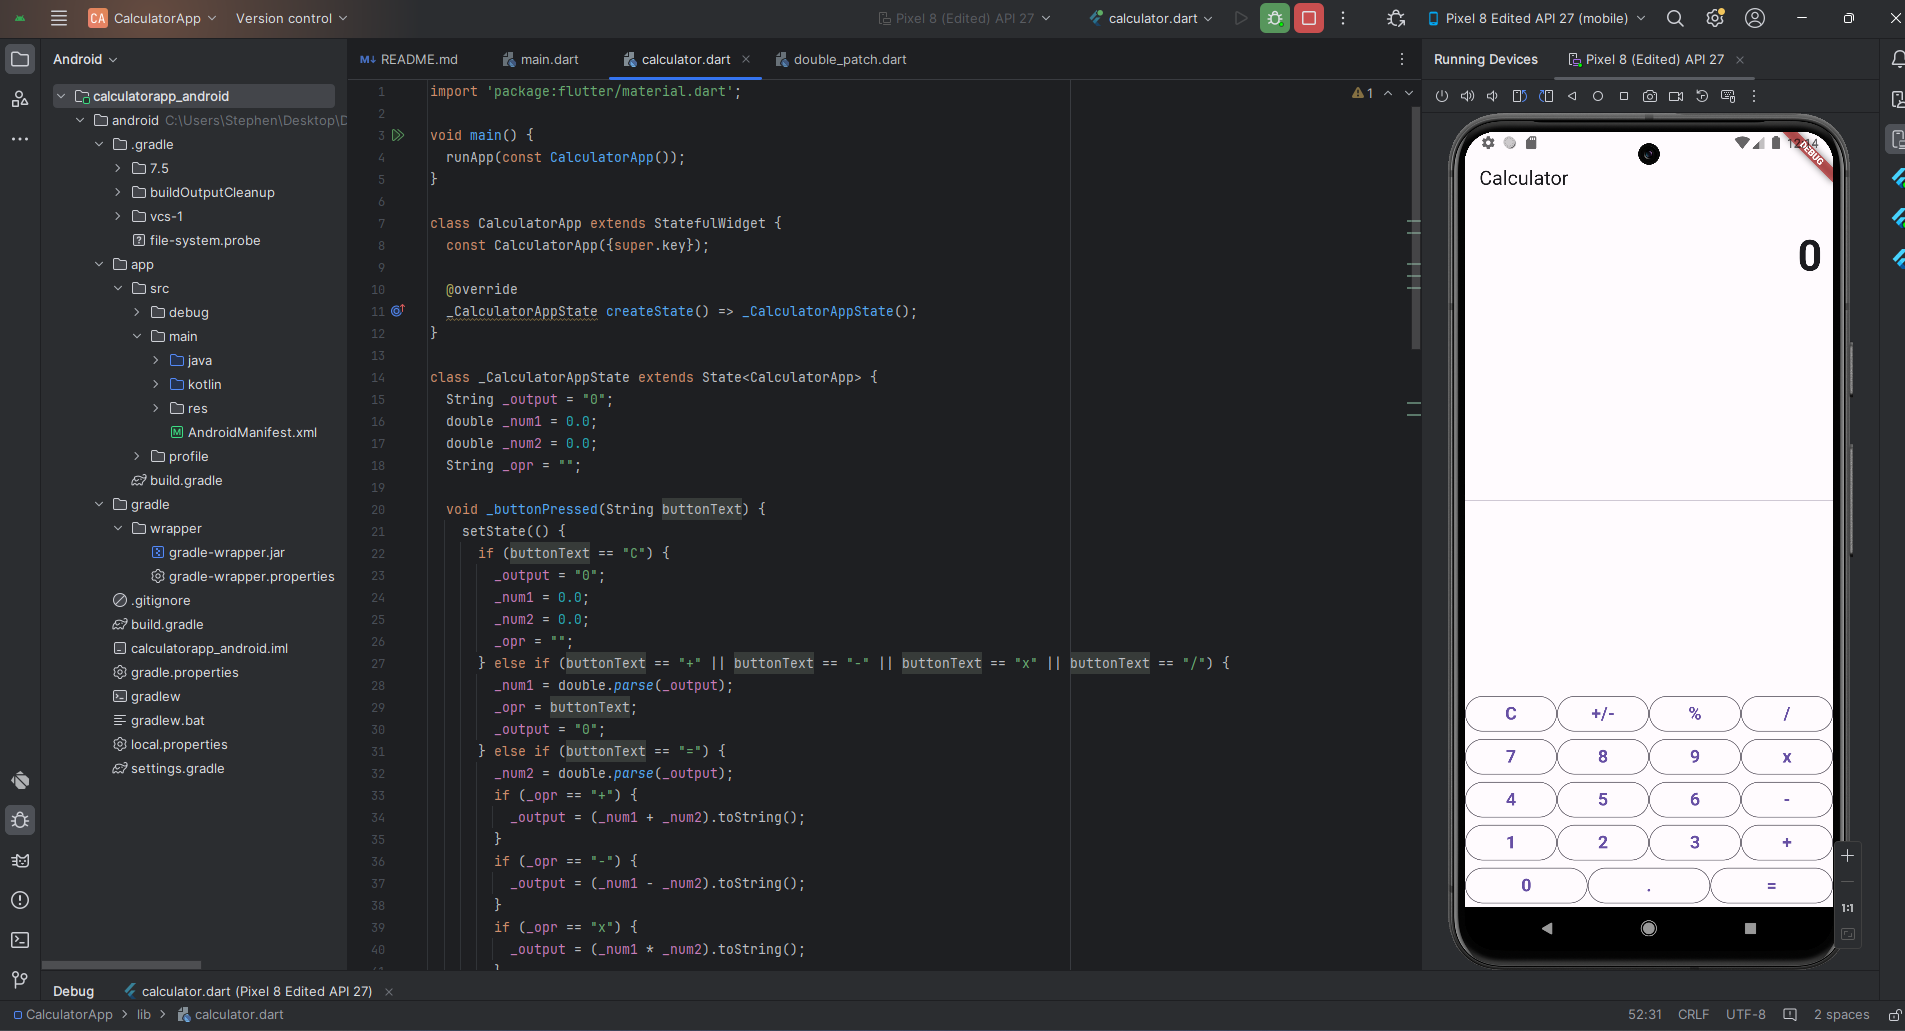 CA CalculatorApp Version control Pixel 8 (Edited) API 27 calculator.dart Pixel 8 Edited API 27 (mobile)
Android
calculatorapp_android
android C:\Users\Stephen\Desktop\D
.gradle
7.5
buildOutputCleanup
vcs-1
file-system.probe
app
src
debug
main
java
kotlin
res
AndroidManifest.xml
profile
build.gradle
gradle
wrapper
gradle-wrapper.jar
gradle-wrapper.properties
.gitignore
build.gradle
calculatorapp_android.iml
gradle.properties
gradlew
gradlew.bat
local.properties
settings.gradle
M↓ README.md main.dart calculator.dart double_patch.dart
1
1 import 'package:flutter/material.dart';
2
3 void main() {
4 runApp(const CalculatorApp());
5 }
6
7 class CalculatorApp extends StatefulWidget {
8 const CalculatorApp({super.key});
9
10 @override
11 _CalculatorAppState createState() => _CalculatorAppState();
12 }
13
14 class _CalculatorAppState extends State<CalculatorApp> {
15 String _output = "0";
16 double _num1 = 0.0;
17 double _num2 = 0.0;
18 String _opr = "";
19
20 void _buttonPressed(String buttonText) {
21 setState(() {
22 if (buttonText == "C") {
23 _output = "0";
24 _num1 = 0.0;
25 _num2 = 0.0;
26 _opr = "";
27 } else if (buttonText == "+" || buttonText == "-" || buttonText == "x" || buttonText == "/") {
28 _num1 = double.parse(_output);
29 _opr = buttonText;
30 _output = "0";
31 } else if (buttonText == "=") {
32 _num2 = double.parse(_output);
33 if (_opr == "+") {
34 _output = (_num1 + _num2).toString();
35 }
36 if (_opr == "-") {
37 _output = (_num1 - _num2).toString();
38 }
39 if (_opr == "x") {
40 _output = (_num1 * _num2).toString();
Running Devices Pixel 8 (Edited) API 27
DEBUG
Calculator
0
C +/- % /
7 8 9 x
4 5 6 -
1 2 3 +
0 . =
1:1
Debug calculator.dart (Pixel 8 Edited API 27)
CalculatorApp > lib > calculator.dart 52:31 CRLF UTF-8 2 spaces